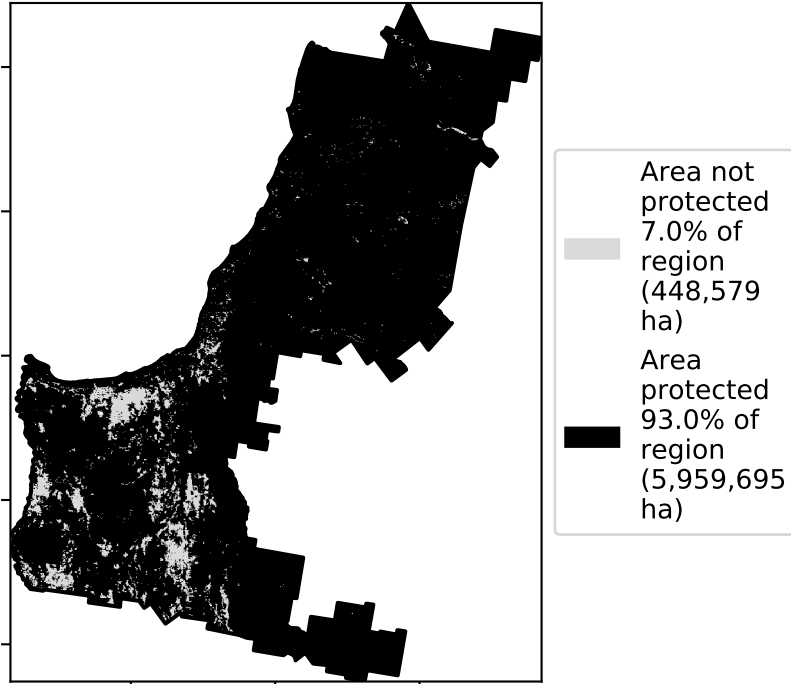 Area not
protected
7.0% of
region
(448,579
ha)
Area
protected
93.0% of
region
(5,959,695
ha)